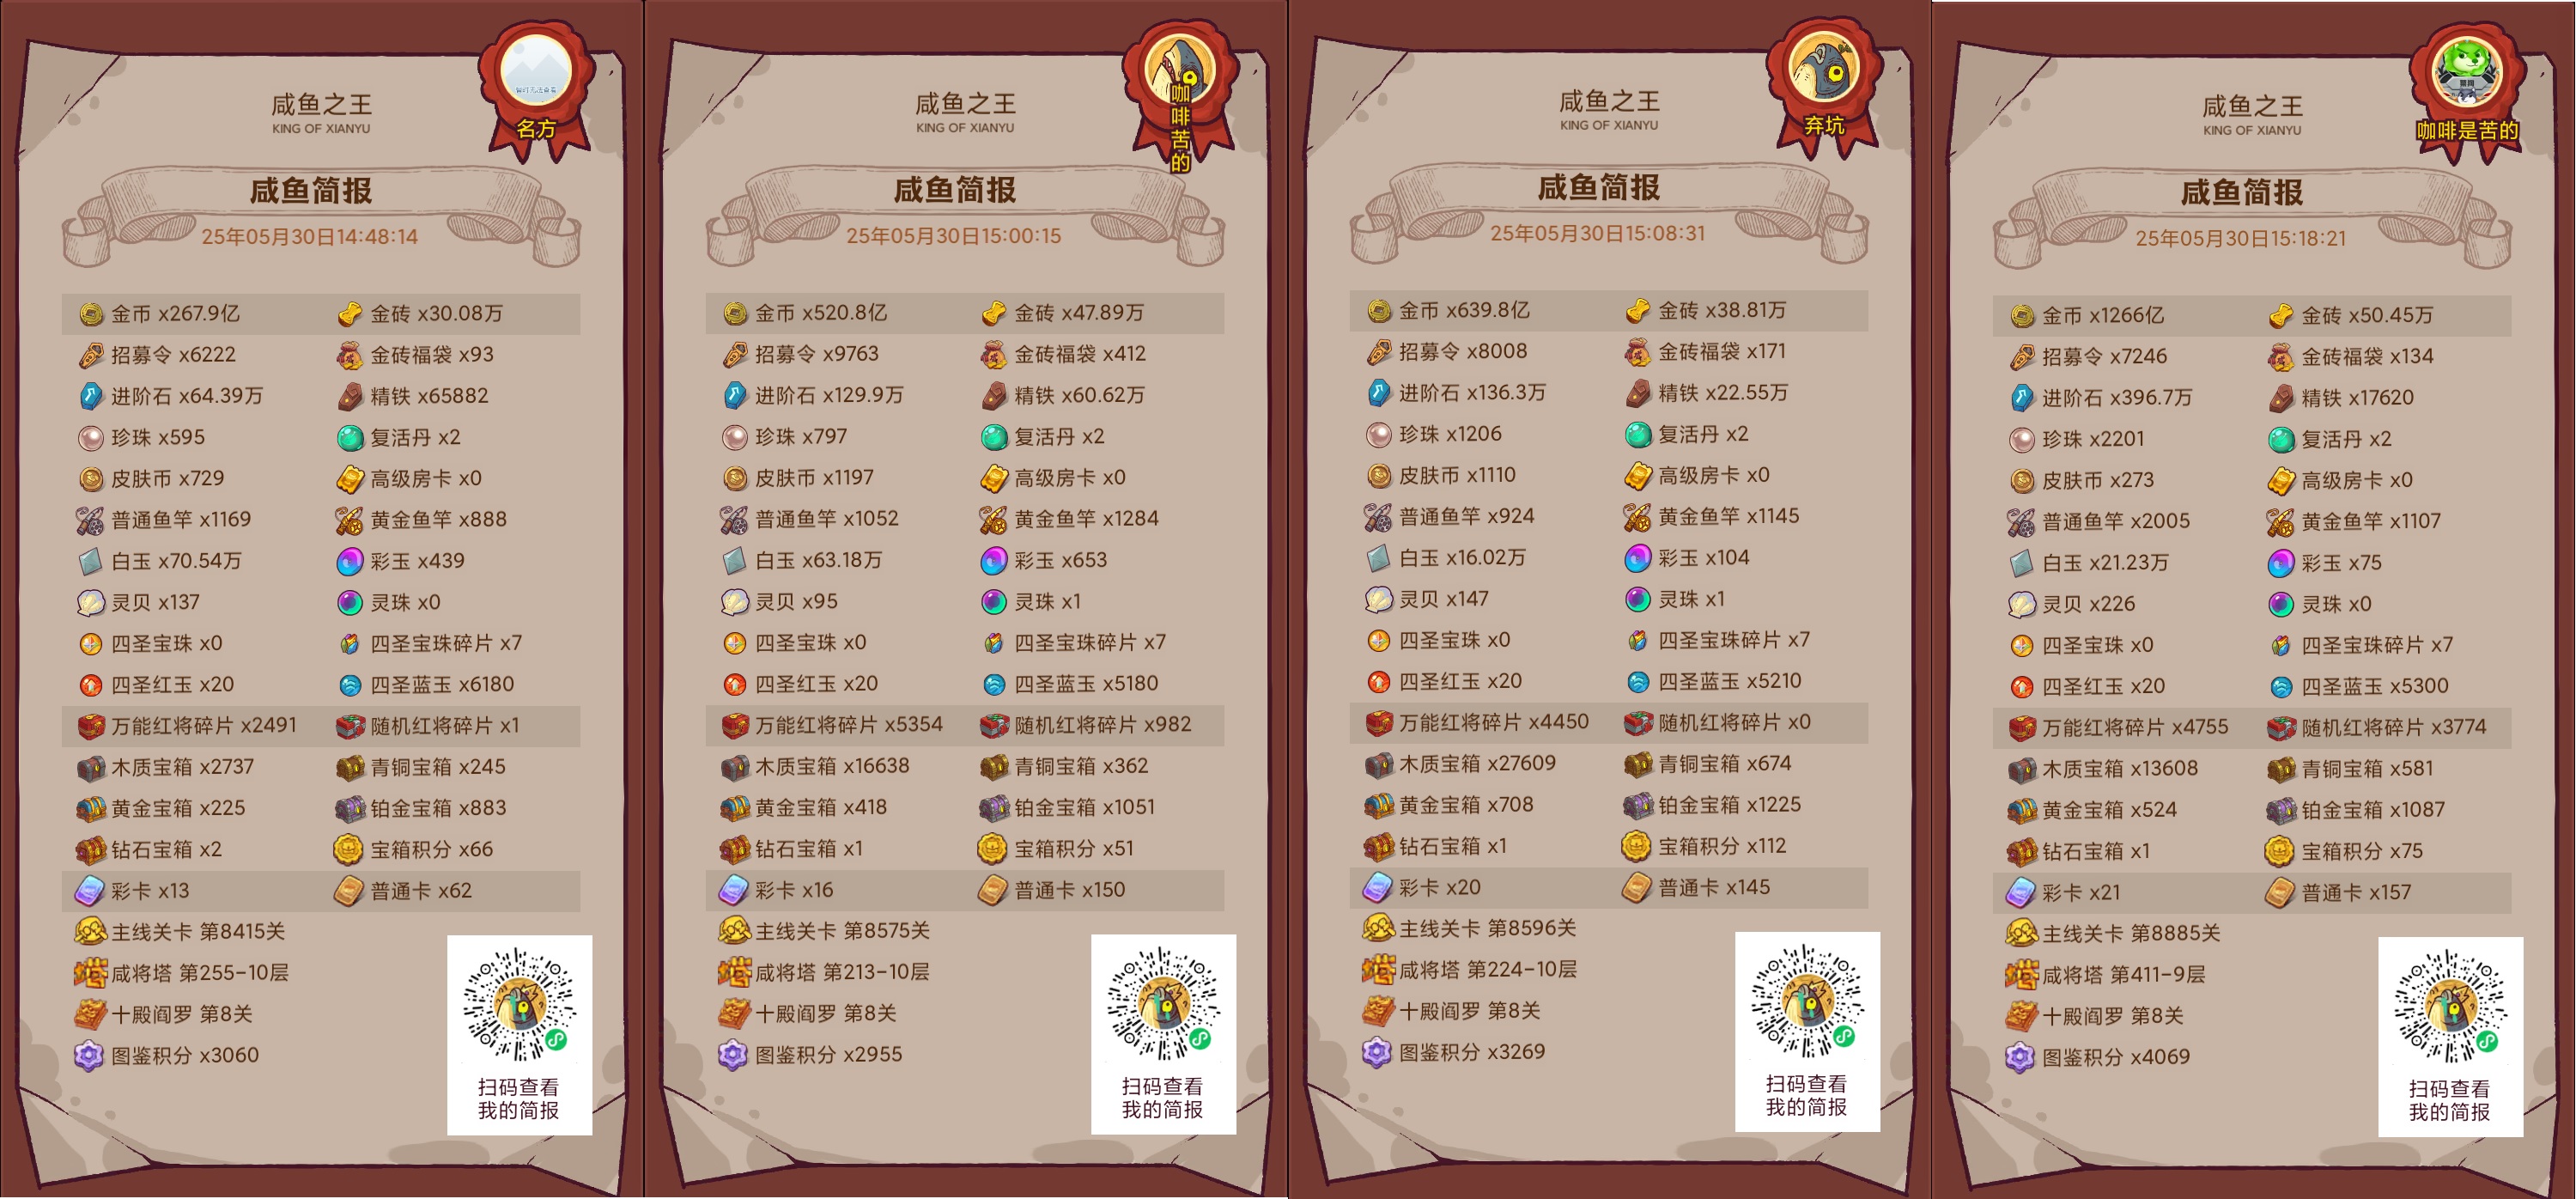 咸鱼之王
KING OF XIANYU
名方
咸鱼简报
25年05月30日14:48:14
金币 x267.9亿 金砖 x30.08万
招募令 x6222 金砖福袋 x93
进阶石 x64.39万 精铁 x65882
珍珠 x595 复活丹 x2
皮肤币 x729 高级房卡 x0
普通鱼竿 x1169 黄金鱼竿 x888
白玉 x70.54万 彩玉 x439
灵贝 x137 灵珠 x0
四圣宝珠 x0 四圣宝珠碎片 x7
四圣红玉 x20 四圣蓝玉 x6180
万能红将碎片 x2491 随机红将碎片 x1
木质宝箱 x2737 青铜宝箱 x245
黄金宝箱 x225 铂金宝箱 x883
钻石宝箱 x2 宝箱积分 x66
彩卡 x13 普通卡 x62
主线关卡 第8415关
咸将塔 第255-10层
十殿阎罗 第8关
图鉴积分 x3060
扫码查看
我的简报
咸鱼之王
KING OF XIANYU
咖啡苦的
咸鱼简报
25年05月30日15:00:15
金币 x520.8亿 金砖 x47.89万
招募令 x9763 金砖福袋 x412
进阶石 x129.9万 精铁 x60.62万
珍珠 x797 复活丹 x2
皮肤币 x1197 高级房卡 x0
普通鱼竿 x1052 黄金鱼竿 x1284
白玉 x63.18万 彩玉 x653
灵贝 x95 灵珠 x1
四圣宝珠 x0 四圣宝珠碎片 x7
四圣红玉 x20 四圣蓝玉 x5180
万能红将碎片 x5354 随机红将碎片 x982
木质宝箱 x16638 青铜宝箱 x362
黄金宝箱 x418 铂金宝箱 x1051
钻石宝箱 x1 宝箱积分 x51
彩卡 x16 普通卡 x150
主线关卡 第8575关
咸将塔 第213-10层
十殿阎罗 第8关
图鉴积分 x2955
扫码查看
我的简报
咸鱼之王
KING OF XIANYU
弃坑
咸鱼简报
25年05月30日15:08:31
金币 x639.8亿 金砖 x38.81万
招募令 x8008 金砖福袋 x171
进阶石 x136.3万 精铁 x22.55万
珍珠 x1206 复活丹 x2
皮肤币 x1110 高级房卡 x0
普通鱼竿 x924 黄金鱼竿 x1145
白玉 x16.02万 彩玉 x104
灵贝 x147 灵珠 x1
四圣宝珠 x0 四圣宝珠碎片 x7
四圣红玉 x20 四圣蓝玉 x5210
万能红将碎片 x4450 随机红将碎片 x0
木质宝箱 x27609 青铜宝箱 x674
黄金宝箱 x708 铂金宝箱 x1225
钻石宝箱 x1 宝箱积分 x112
彩卡 x20 普通卡 x145
主线关卡 第8596关
咸将塔 第224-10层
十殿阎罗 第8关
图鉴积分 x3269
扫码查看
我的简报
咸鱼之王
KING OF XIANYU
咖啡是苦的
咸鱼简报
25年05月30日15:18:21
金币 x1266亿 金砖 x50.45万
招募令 x7246 金砖福袋 x134
进阶石 x396.7万 精铁 x17620
珍珠 x2201 复活丹 x2
皮肤币 x273 高级房卡 x0
普通鱼竿 x2005 黄金鱼竿 x1107
白玉 x21.23万 彩玉 x75
灵贝 x226 灵珠 x0
四圣宝珠 x0 四圣宝珠碎片 x7
四圣红玉 x20 四圣蓝玉 x5300
万能红将碎片 x4755 随机红将碎片 x3774
木质宝箱 x13608 青铜宝箱 x581
黄金宝箱 x524 铂金宝箱 x1087
钻石宝箱 x1 宝箱积分 x75
彩卡 x21 普通卡 x157
主线关卡 第8885关
咸将塔 第411-9层
十殿阎罗 第8关
图鉴积分 x4069
扫码查看
我的简报